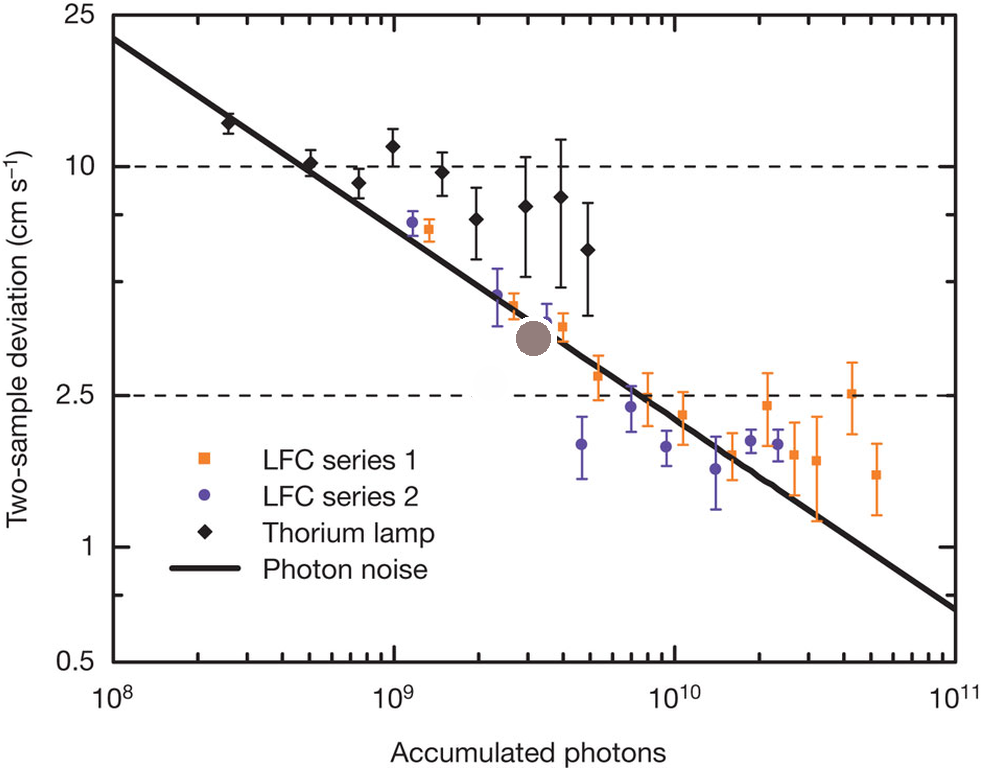 25
10
2.5
1
0.5
Two-sample deviation (cm s⁻¹)
LFC series 1
LFC series 2
Thorium lamp
Photon noise
10⁸ 10⁹ 10¹⁰ 10¹¹
Accumulated photons